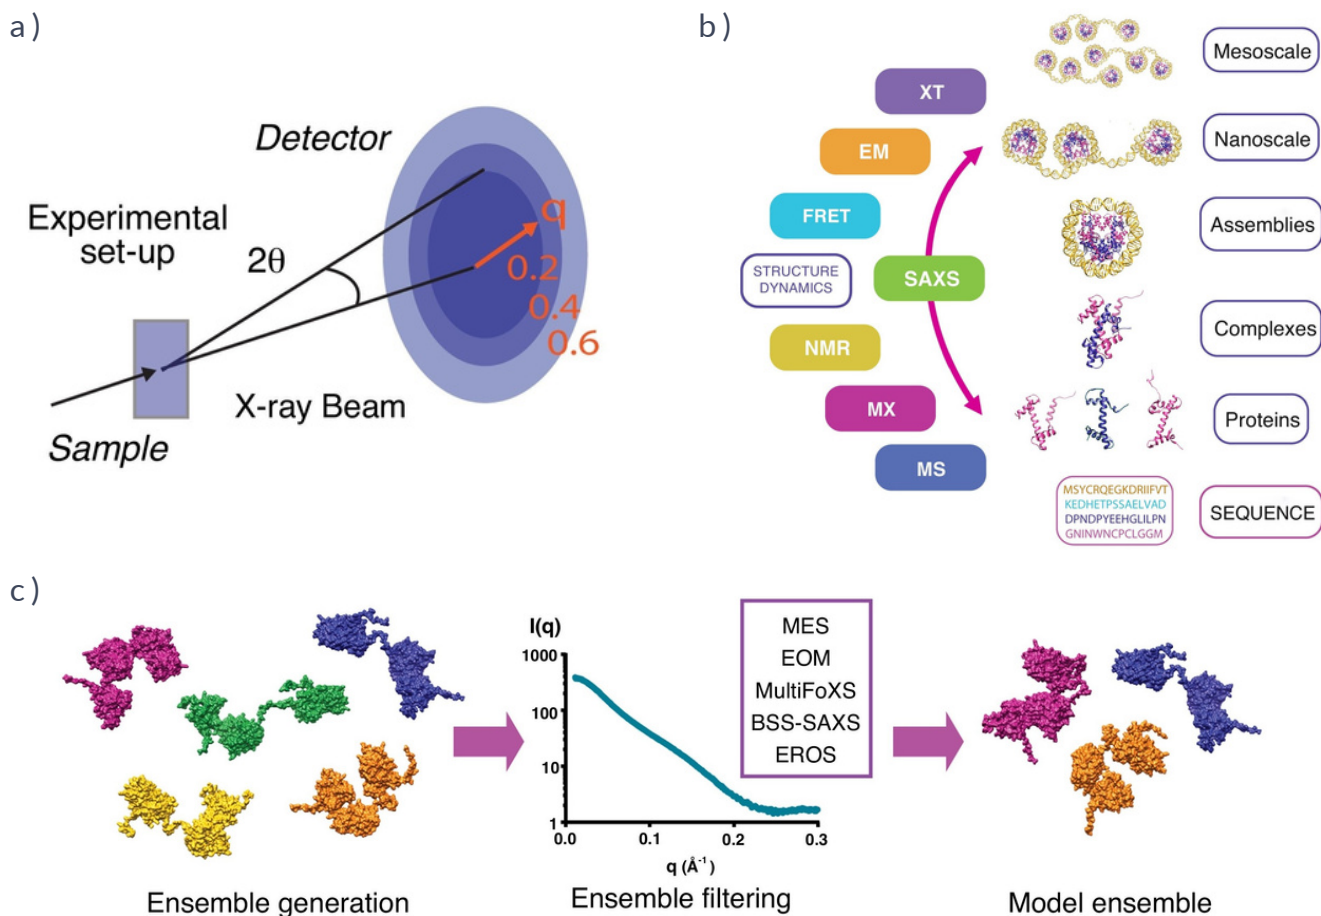 a)
Detector
Experimental
set-up
2θ
q
0.2
0.4
0.6
X-ray Beam
Sample
b)
XT
EM
FRET
STRUCTURE
DYNAMICS
SAXS
NMR
MX
MS
Mesoscale
Nanoscale
Assemblies
Complexes
Proteins
MSYCRQEGKDRIIFVT
KEDHETPSSAELVAD
DPNDPYEEHGLILPN
GNINWNCPCLGGM
SEQUENCE
c)
Ensemble generation
I(q)
1000
100
10
1
0.0
0.1
0.2
0.3
q (Å⁻¹)
MES
EOM
MultiFoXS
BSS-SAXS
EROS
Ensemble filtering
Model ensemble